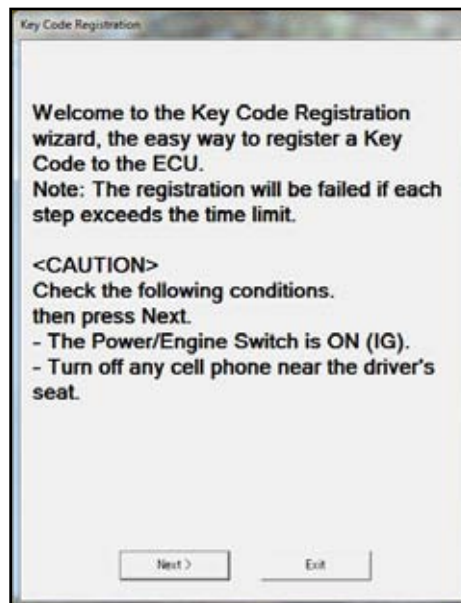 Key Code Registration
Welcome to the Key Code Registration
wizard, the easy way to register a Key
Code to the ECU.
Note: The registration will be failed if each
step exceeds the time limit.
<CAUTION>
Check the following conditions.
then press Next.
- The Power/Engine Switch is ON (IG).
- Turn off any cell phone near the driver's
seat.
Next > Exit